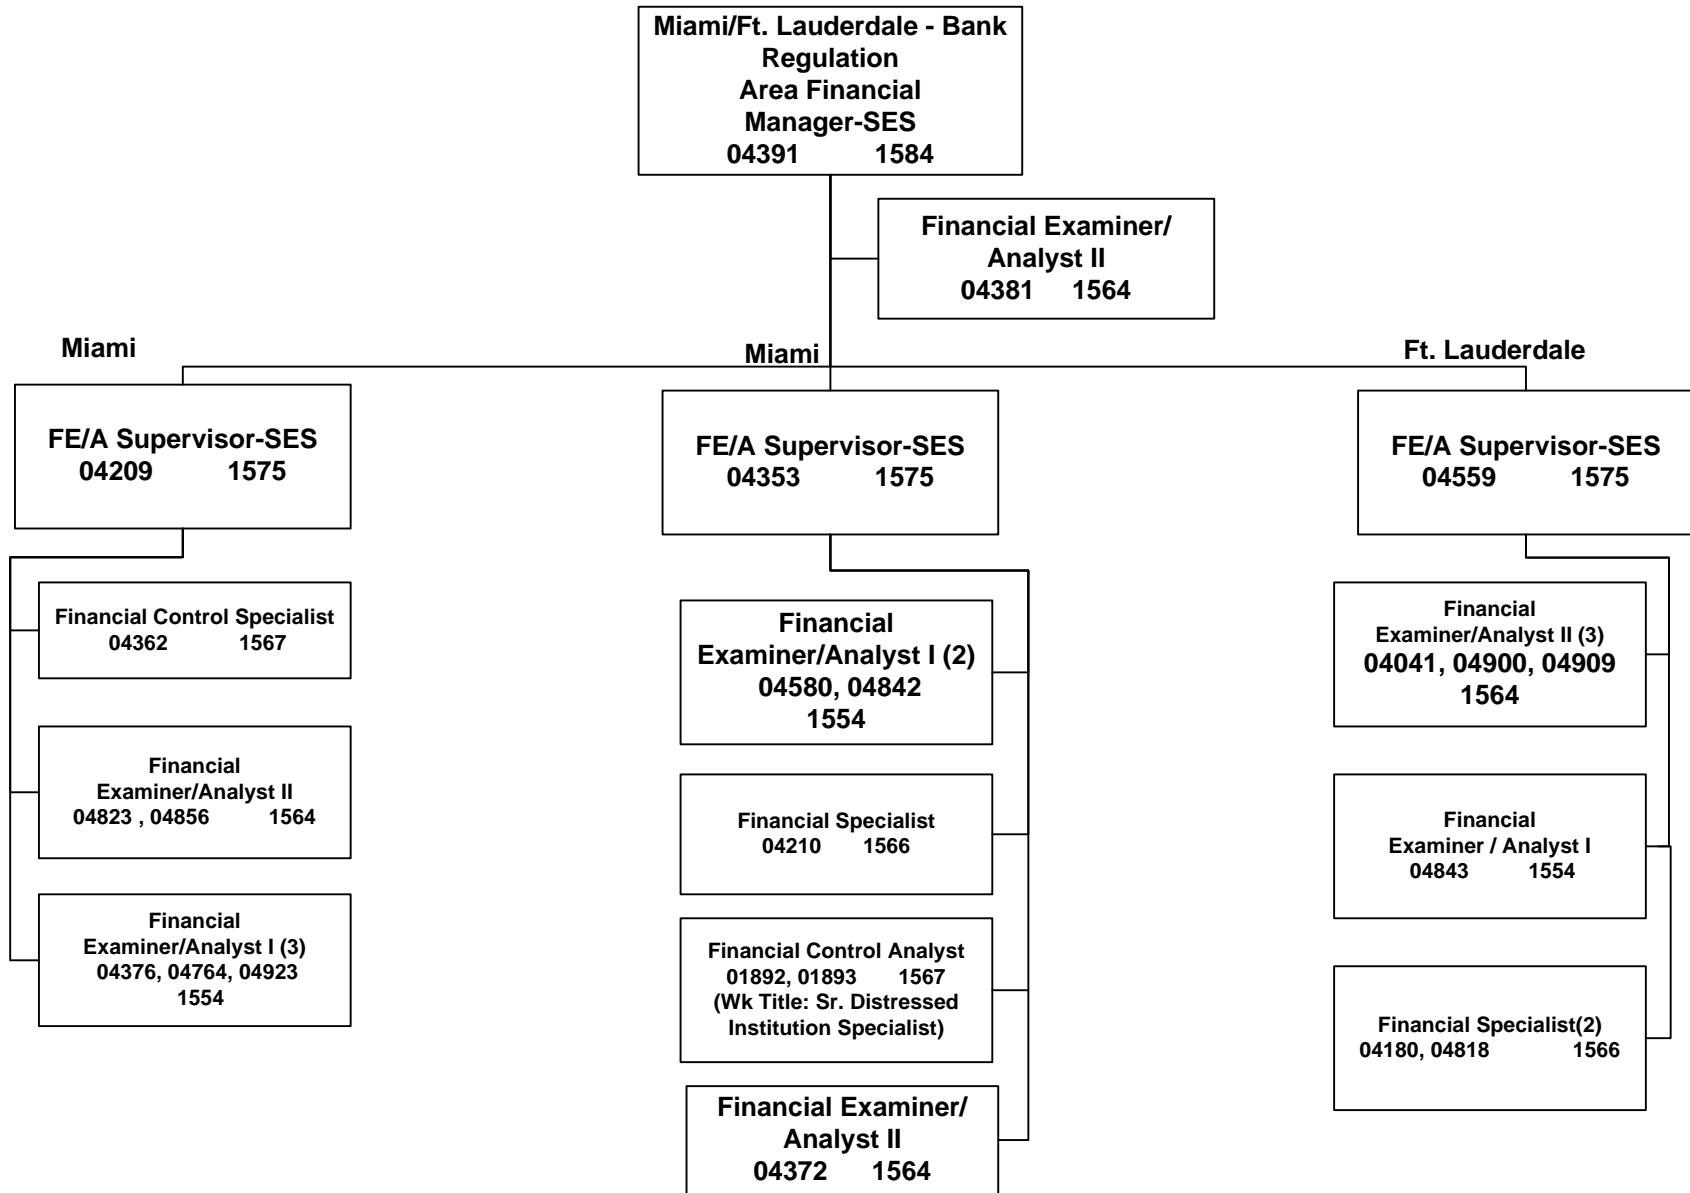 Miami/Ft. Lauderdale - Bank
Regulation
Area Financial
Manager-SES
04391 1584
Financial Examiner/
Analyst II
04381 1564
Miami
Miami
Ft. Lauderdale
FE/A Supervisor-SES
04209 1575
FE/A Supervisor-SES
04353 1575
FE/A Supervisor-SES
04559 1575
Financial Control Specialist
04362 1567
Financial
Examiner/Analyst II
04823 , 04856 1564
Financial
Examiner/Analyst I (3)
04376, 04764, 04923
1554
Financial
Examiner/Analyst I (2)
04580, 04842
1554
Financial Specialist
04210 1566
Financial Control Analyst
01892, 01893 1567
(Wk Title: Sr. Distressed
Institution Specialist)
Financial Examiner/
Analyst II
04372 1564
Financial
Examiner/Analyst II (3)
04041, 04900, 04909
1564
Financial
Examiner / Analyst I
04843 1554
Financial Specialist(2)
04180, 04818 1566